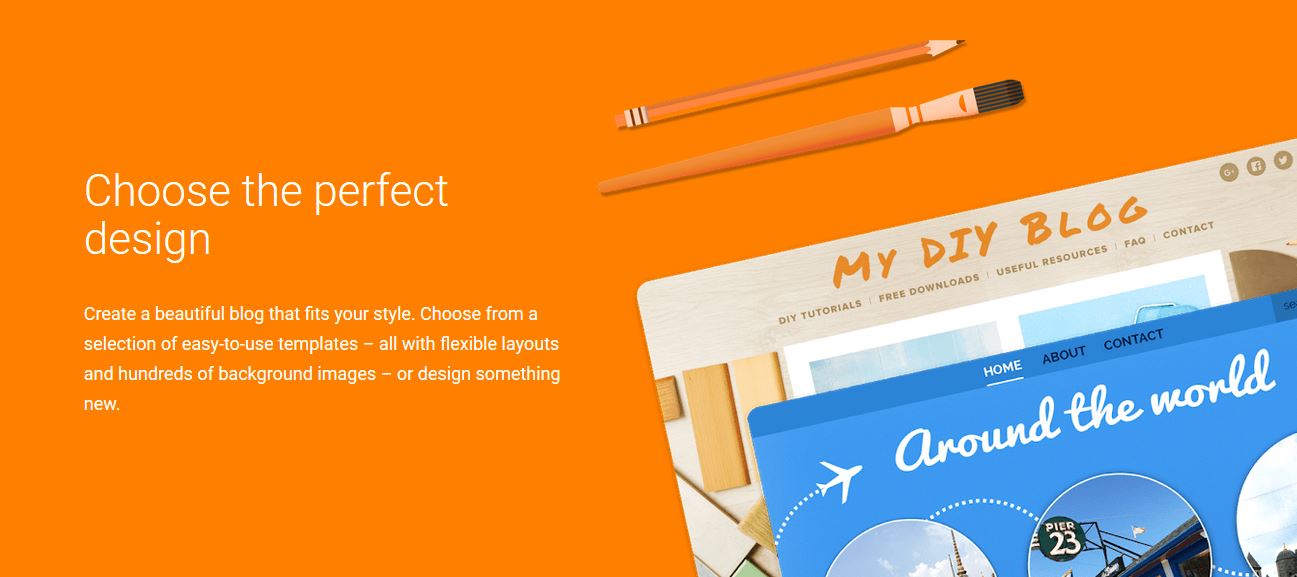 Choose the perfect
design
Create a beautiful blog that fits your style. Choose from a
selection of easy-to-use templates – all with flexible layouts
and hundreds of background images – or design something
new.
G+
My DIY Blog
DIY TUTORIALS | FREE DOWNLOADS | USEFUL RESOURCES | FAQ | CONTACT
HOME ABOUT CONTACT
Around the world
PIER
23